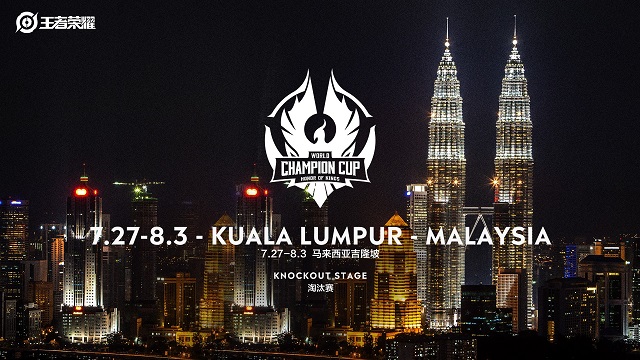 王者荣耀
WORLD
CHAMPION CUP
HONOR OF KINGS
7.27-8.3 - KUALA LUMPUR - MALAYSIA
7.27-8.3 马来西亚吉隆坡
KNOCKOUT STAGE
淘汰赛